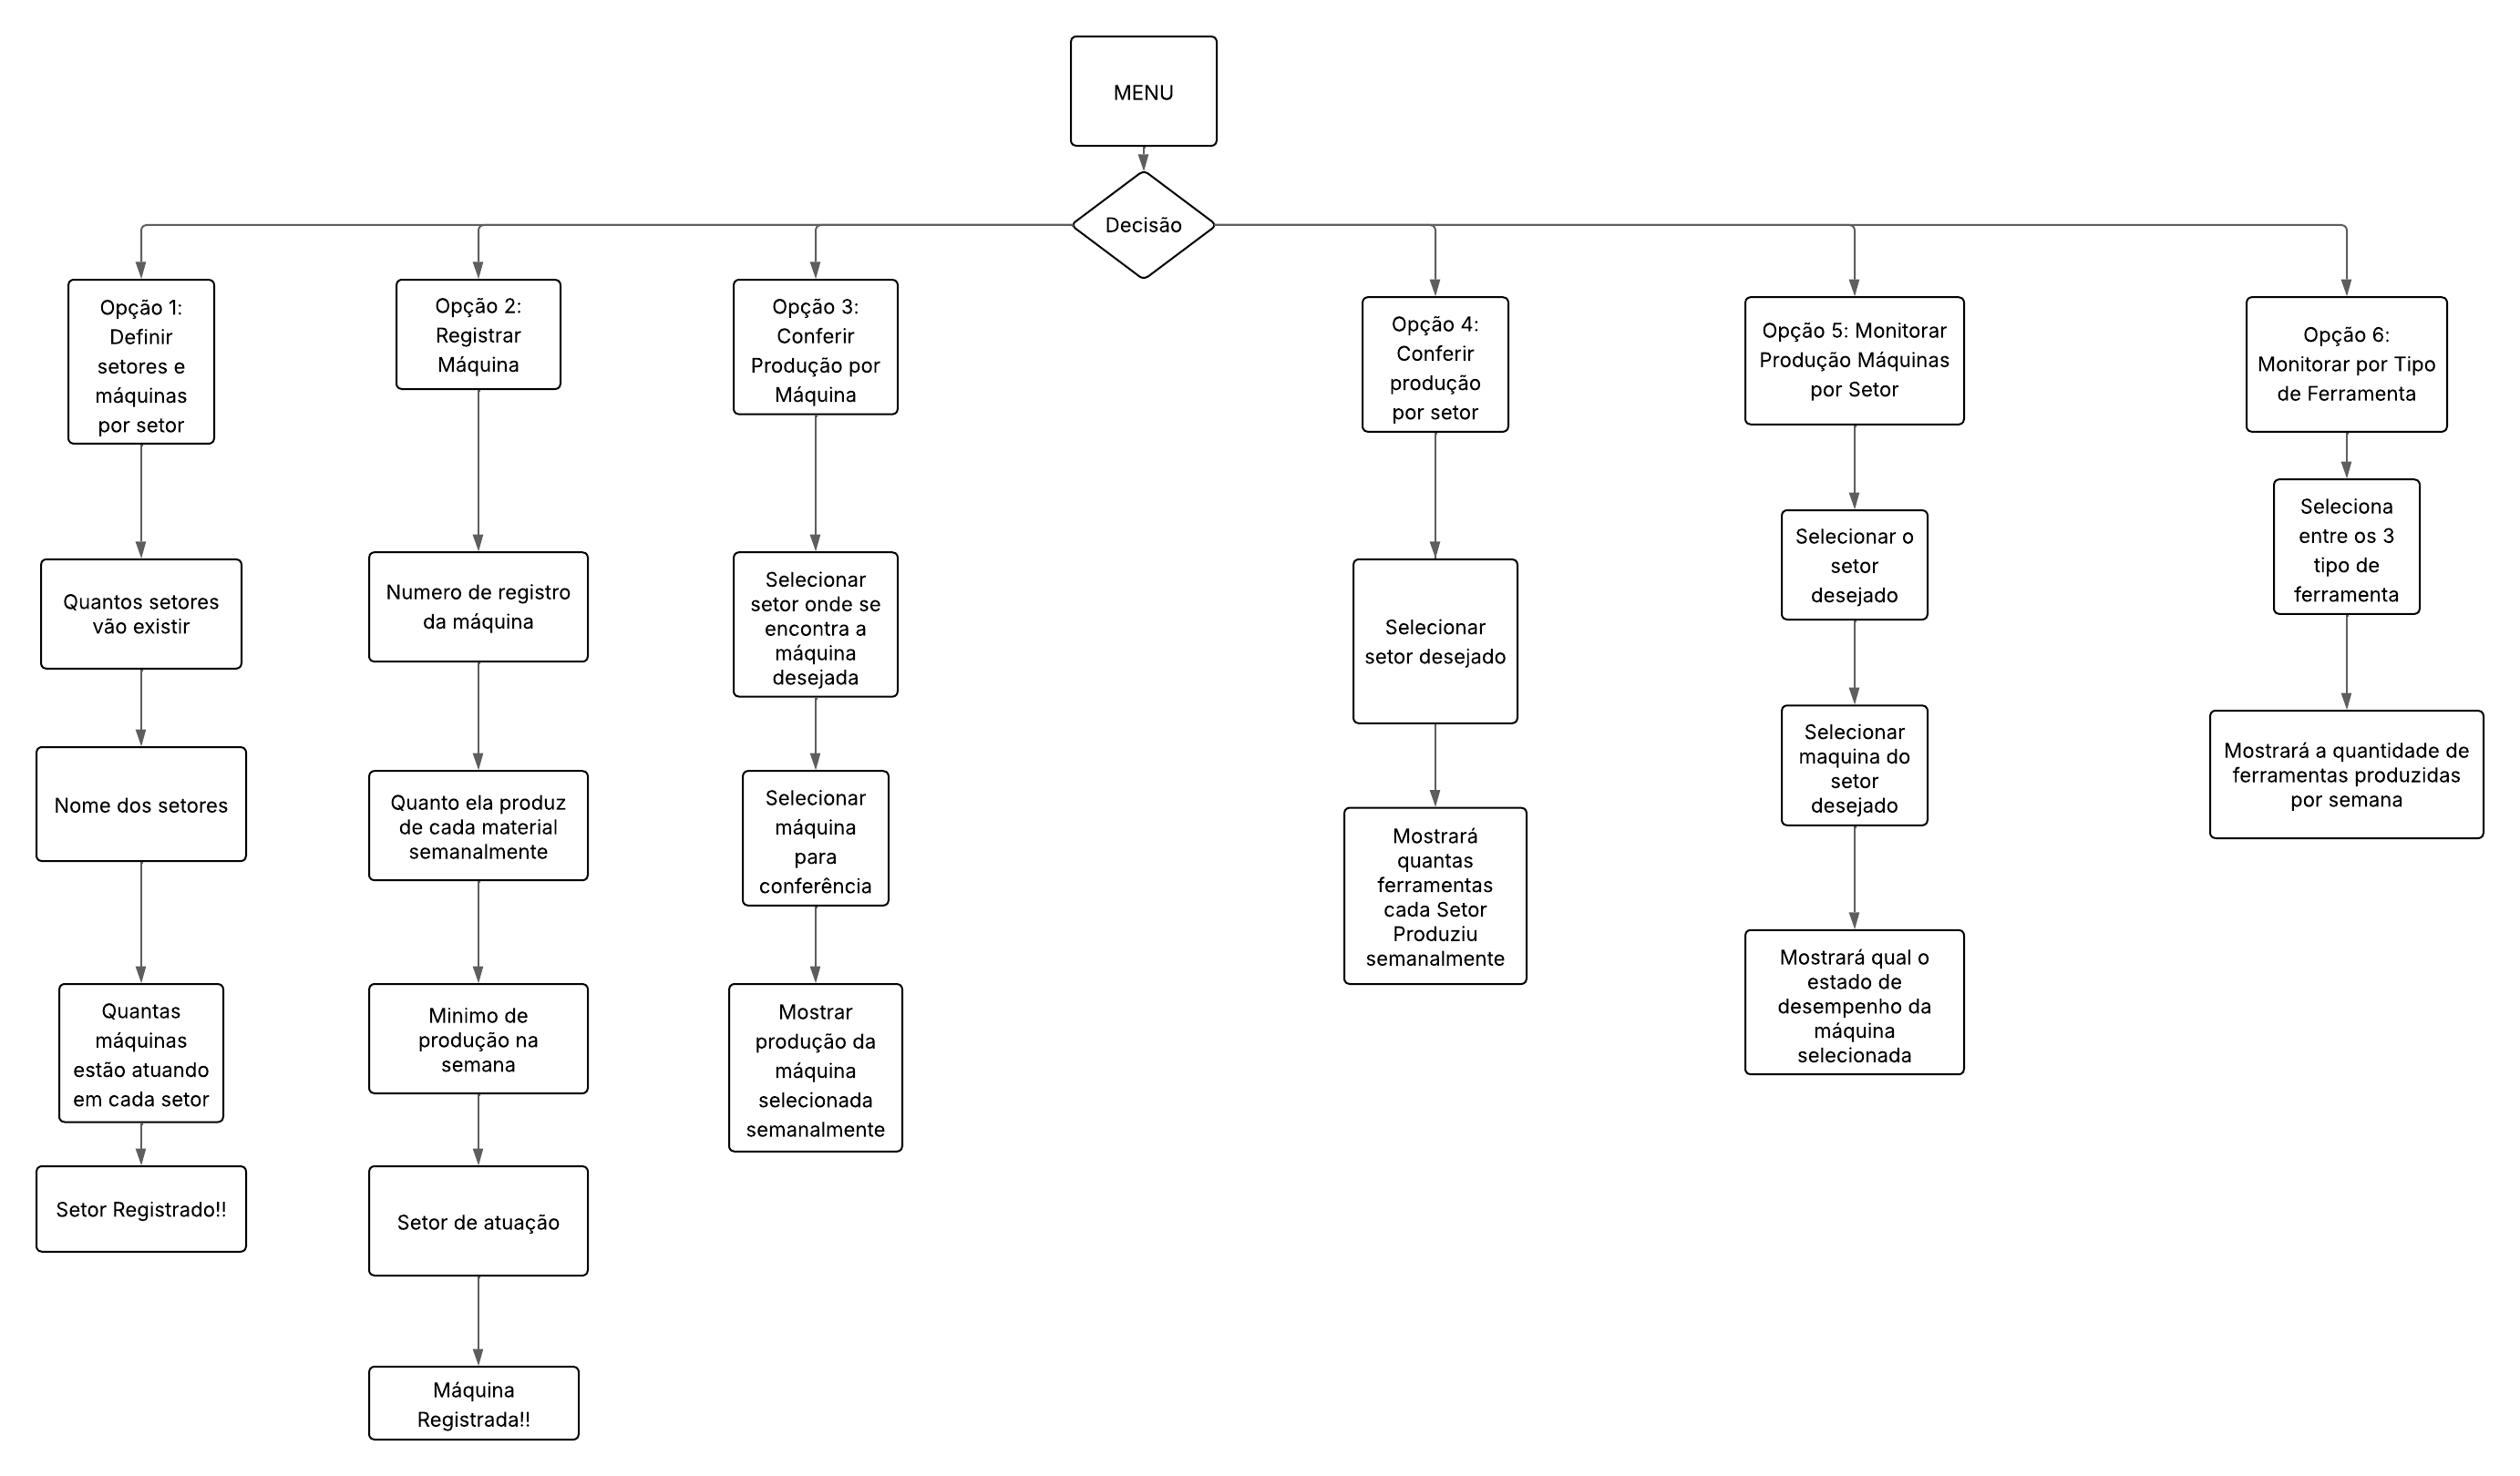 MENU
Decisão
Opção 1:
Definir
setores e
máquinas
por setor
Quantos setores
vão existir
Nome dos setores
Quantas
máquinas
estão atuando
em cada setor
Setor Registrado!!
Opção 2:
Registrar
Máquina
Numero de registro
da máquina
Quanto ela produz
de cada material
semanalmente
Minimo de
produção na
semana
Setor de atuação
Máquina
Registrada!!
Opção 3:
Conferir
Produção por
Máquina
Selecionar
setor onde se
encontra a
máquina
desejada
Selecionar
máquina
para
conferência
Mostrar
produção da
máquina
selecionada
semanalmente
Opção 4:
Conferir
produção
por setor
Selecionar
setor desejado
Mostrará
quantas
ferramentas
cada Setor
Produziu
semanalmente
Opção 5: Monitorar
Produção Máquinas
por Setor
Selecionar o
setor
desejado
Selecionar
maquina do
setor
desejado
Mostrará qual o
estado de
desempenho da
máquina
selecionada
Opção 6:
Monitorar por Tipo
de Ferramenta
Seleciona
entre os 3
tipo de
ferramenta
Mostrará a quantidade de
ferramentas produzidas
por semana